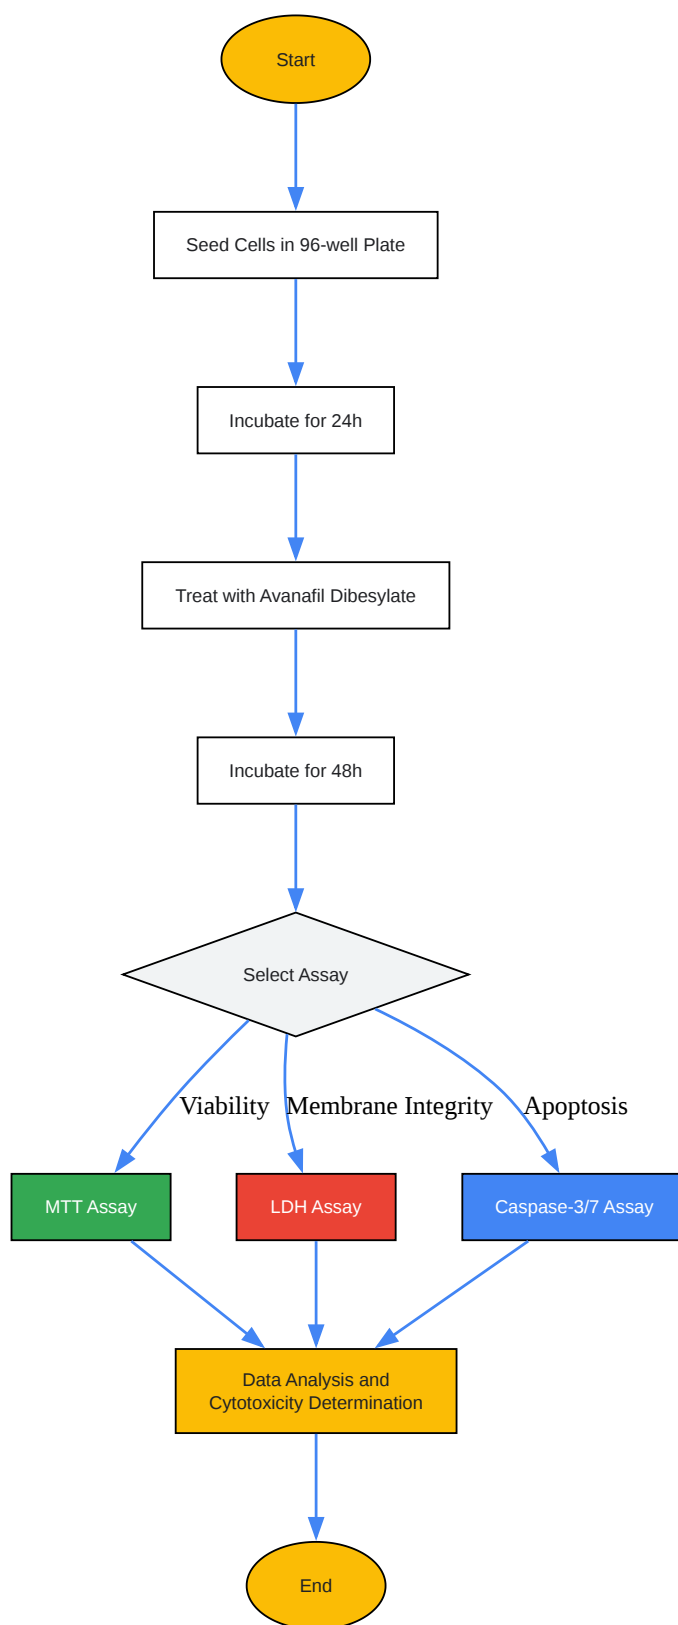 Start
Seed Cells in 96-well Plate
Incubate for 24h
Treat with Avanafil Dibesylate
Incubate for 48h
Select Assay
Viability
Membrane Integrity
Apoptosis
MTT Assay
LDH Assay
Caspase-3/7 Assay
Data Analysis and
Cytotoxicity Determination
End